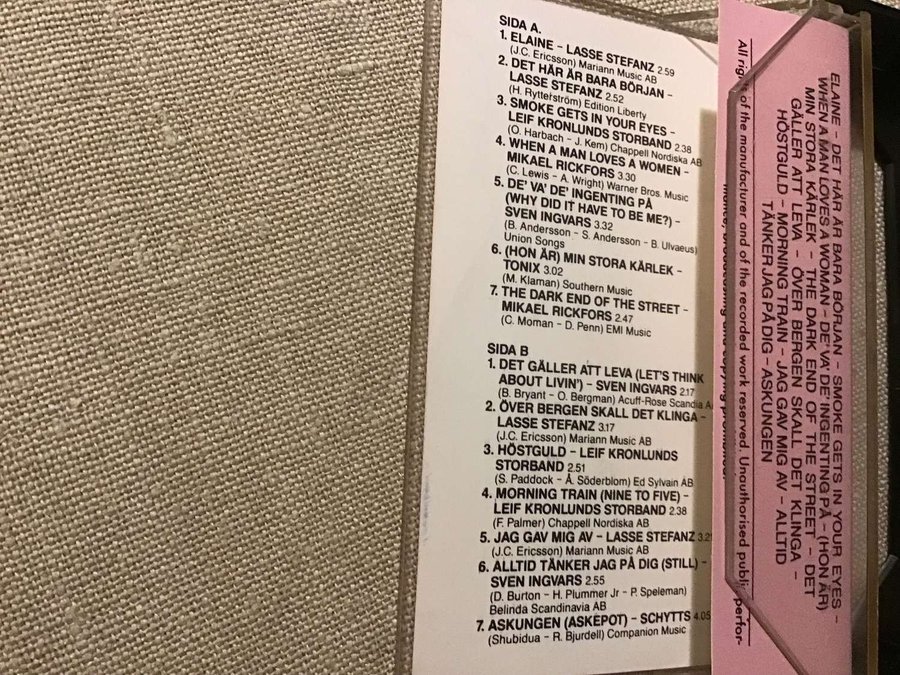 SIDA A.
1. ELAINE – LASSE STEFANZ 2.59
(J.C. Ericsson) Mariann Music AB
2. DET HÄR ÄR BARA BÖRJAN –
LASSE STEFANZ 2.52
(H. Rytterström) Edition Liberty
3. SMOKE GETS IN YOUR EYES –
LEIF KRONLUNDS STORBAND 2.38
(O. Harbach – J. Kern) Chappell Nordiska AB
4. WHEN A MAN LOVES A WOMEN –
MIKAEL RICKFORS 3.30
(C. Lewis – A. Wright) Warner Bros. Music
5. DE' VA' DE' INGENTING PÅ
(WHY DID IT HAVE TO BE ME?) –
SVEN INGVARS 3.32
(B. Andersson – S. Andersson – B. Ulvaeus)
Union Songs
6. (HON ÄR) MIN STORA KÄRLEK –
TONIX 3.02
(M. Klaman) Southern Music
7. THE DARK END OF THE STREET –
MIKAEL RICKFORS 2.47
(C. Moman – D. Penn) EMI Music
SIDA B
1. DET GÄLLER ATT LEVA (LET'S THINK
ABOUT LIVIN') – SVEN INGVARS 2.17
(B. Bryant – O. Bergman) Acuff-Rose Scandia
2. ÖVER BERGEN SKALL DET KLINGA –
LASSE STEFANZ 3.17
(J.C. Ericsson) Mariann Music AB
3. HÖSTGULD – LEIF KRONLUNDS
STORBAND 2.51
(S. Paddock – A. Söderblom) Ed Sylvain AB
4. MORNING TRAIN (NINE TO FIVE) –
LEIF KRONLUNDS STORBAND 2.38
(F. Palmer) Chappell Nordiska AB
5. JAG GAV MIG AV – LASSE STEFANZ 3.21
(J.C. Ericsson) Mariann Music AB
6. ALLTID TÄNKER JAG PÅ DIG (STILL) –
SVEN INGVARS 2.55
(D. Burton – H. Plummer Jr – P. Speleman)
Belinda Scandinavia AB
7. ASKUNGEN (ASKEPOT) – SCHYTTS 4.05
(Shubidua – R. Bjurdell) Companion Music
ELAINE – DET HÄR ÄR BARA BÖRJAN – SMOKE GETS IN YOUR EYES –
WHEN A MAN LOVES A WOMAN – DE' VA' DE' INGENTING PÅ – (HON ÄR)
MIN STORA KÄRLEK – THE DARK END OF THE STREET – DET
GÄLLER ATT LEVA – ÖVER BERGEN SKALL DET KLINGA –
HÖSTGULD – MORNING TRAIN – JAG GAV MIG AV – ALLTID
TÄNKER JAG PÅ DIG – ASKUNGEN
All rights of the manufacturer and of the recorded work reserved. Unauthorised public perfor-
mance, broadcasting and copying prohibited.